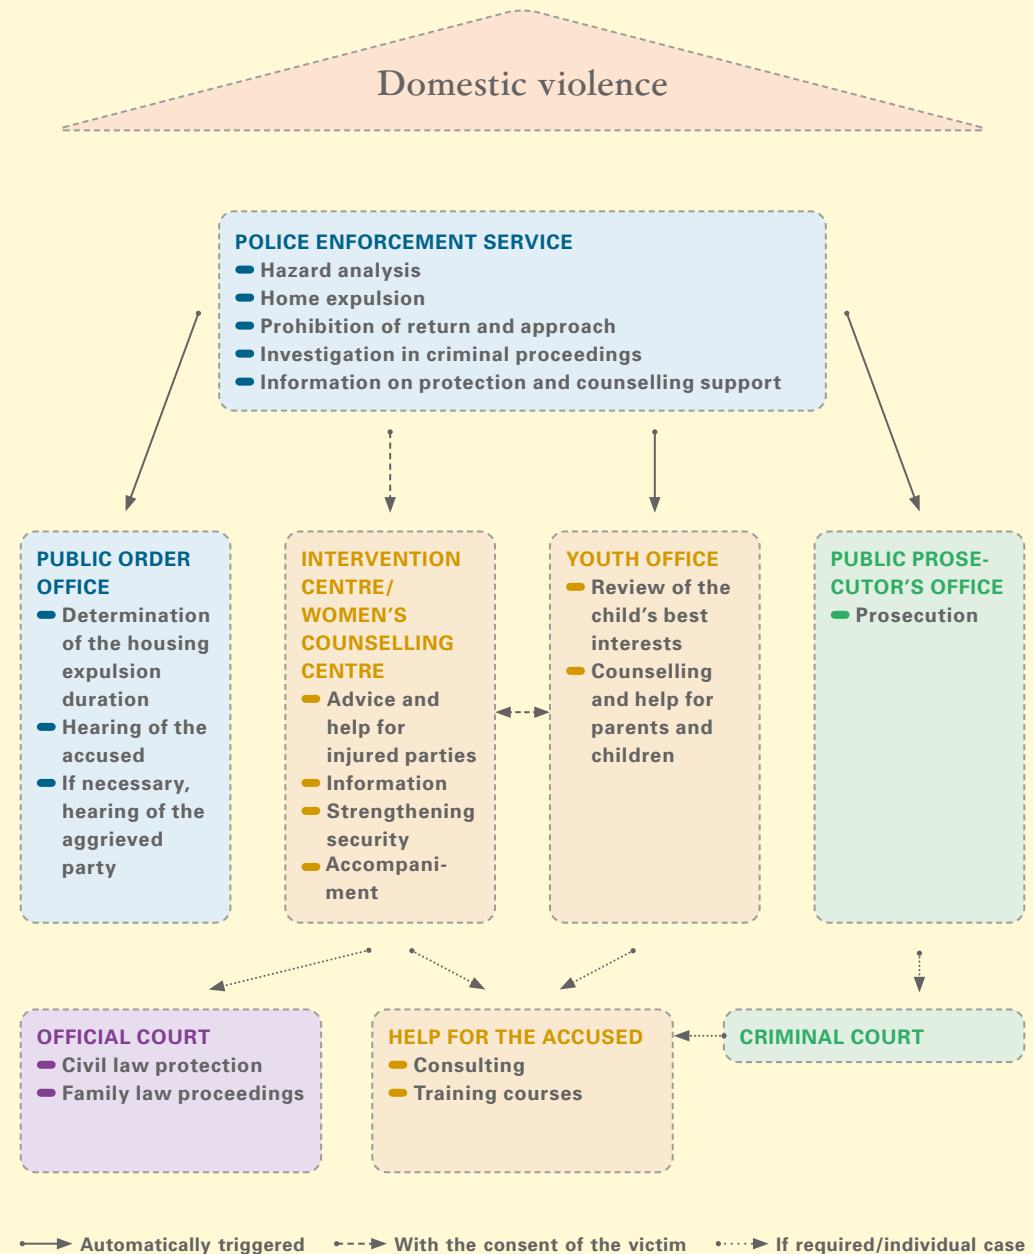 Domestic violence
POLICE ENFORCEMENT SERVICE
Hazard analysis
Home expulsion
Prohibition of return and approach
Investigation in criminal proceedings
Information on protection and counselling support
PUBLIC ORDER
OFFICE
Determination
of the housing
expulsion
duration
Hearing of the
accused
If necessary,
hearing of the
aggrieved
party
INTERVENTION
CENTRE/
WOMEN'S
COUNSELLING
CENTRE
Advice and
help for
injured parties
Information
Strengthening
security
Accompani-
ment
YOUTH OFFICE
Review of the
child's best
interests
Counselling
and help for
parents and
children
PUBLIC PROSE-
CUTOR'S OFFICE
Prosecution
OFFICIAL COURT
Civil law protection
Family law proceedings
HELP FOR THE ACCUSED
Consulting
Training courses
CRIMINAL COURT
Automatically triggered
With the consent of the victim
If required/individual case